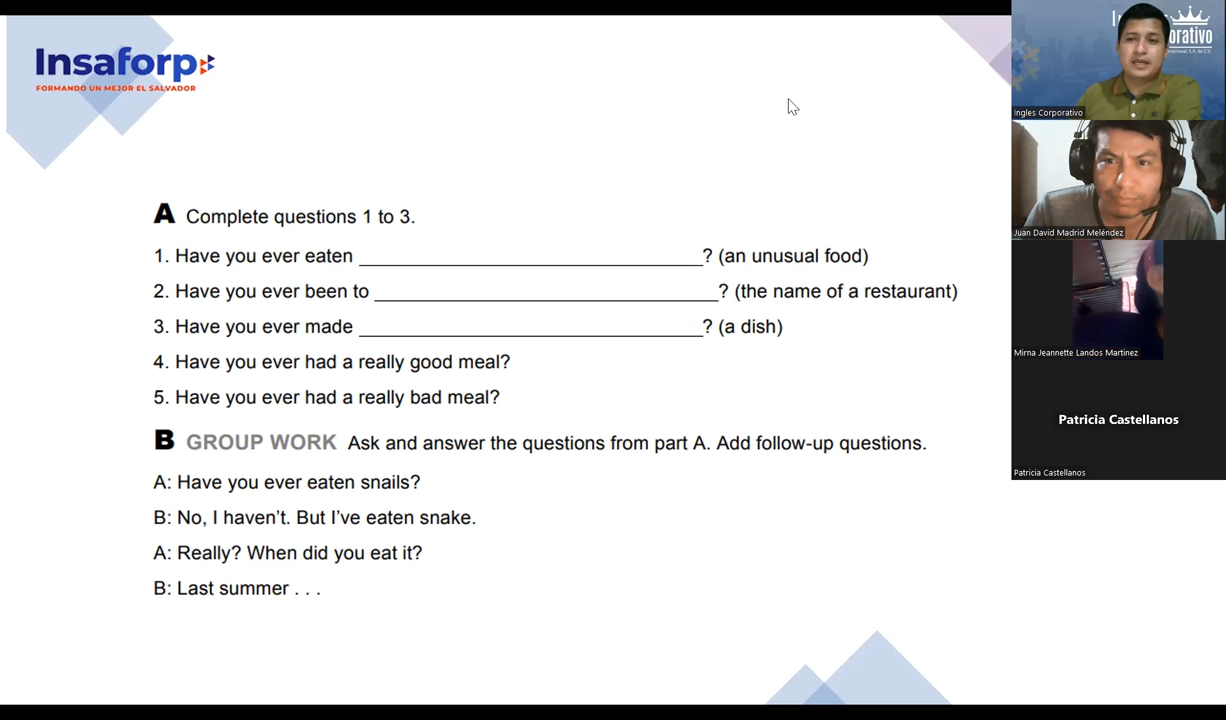 Insaforp
FORMANDO UN MEJOR EL SALVADOR
A Complete questions 1 to 3.
1. Have you ever eaten ________________________________? (an unusual food)
2. Have you ever been to ________________________________? (the name of a restaurant)
3. Have you ever made ________________________________? (a dish)
4. Have you ever had a really good meal?
5. Have you ever had a really bad meal?
B GROUP WORK Ask and answer the questions from part A. Add follow-up questions.
A: Have you ever eaten snails?
B: No, I haven't. But I've eaten snake.
A: Really? When did you eat it?
B: Last summer . . .
Ingles Corporativo
Juan David Madrid Meléndez
Mirna Jeannette Landos Martinez
Patricia Castellanos
Patricia Castellanos